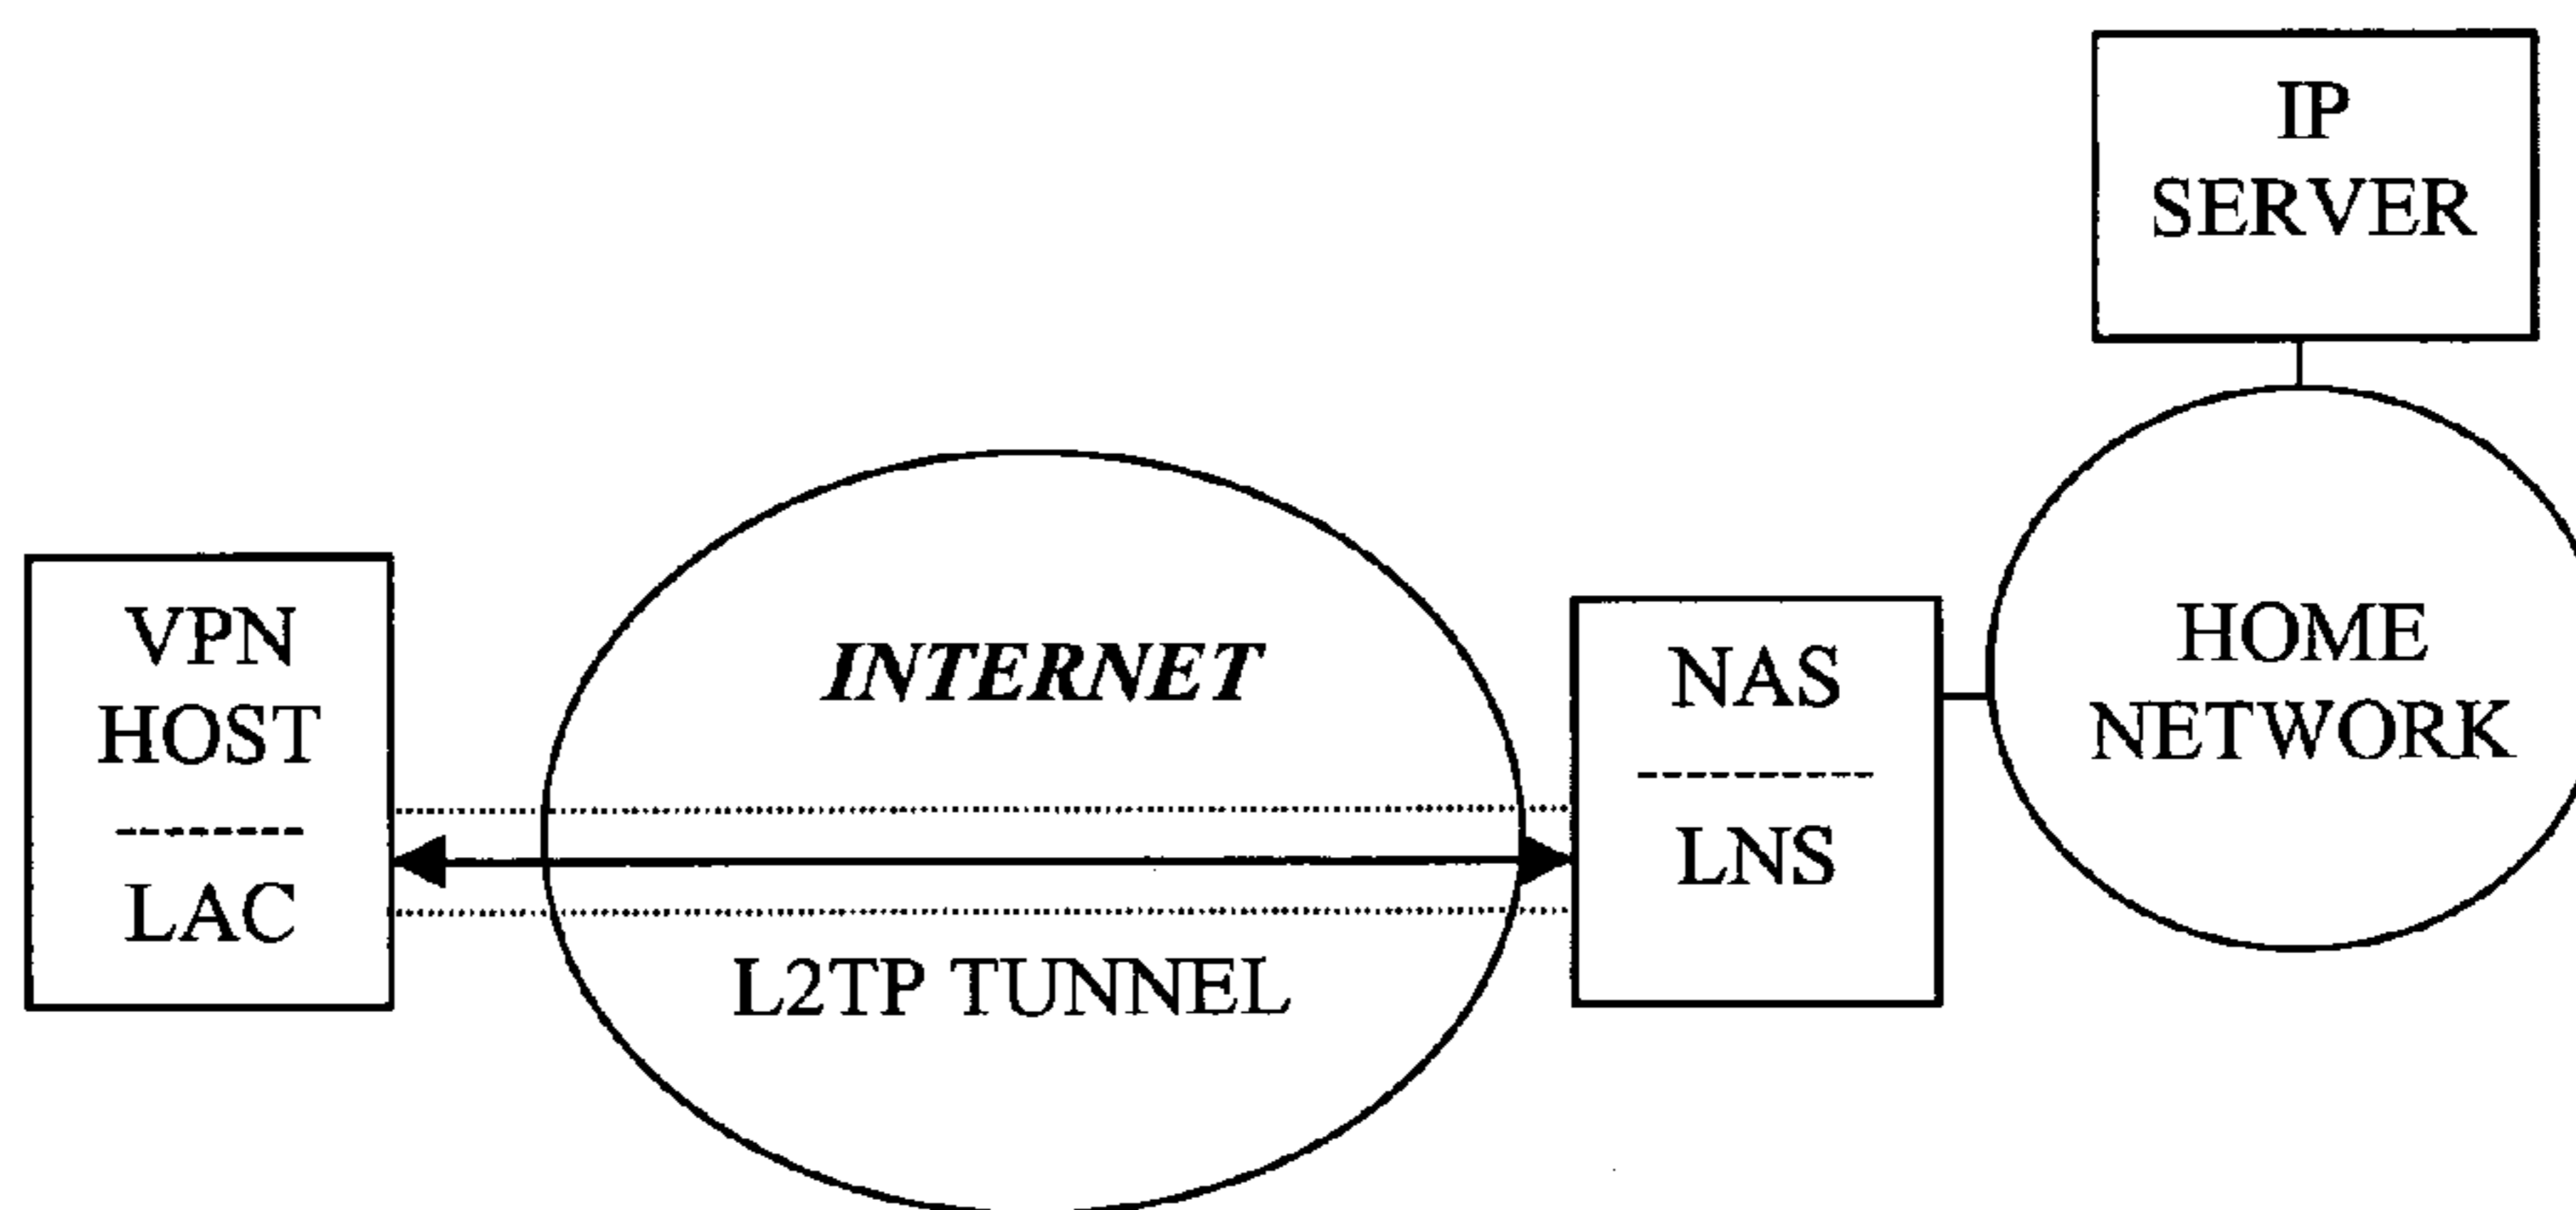 IP
SERVER
VPN
HOST
LAC
INTERNET
L2TP TUNNEL
NAS
LNS
HOME
NETWORK